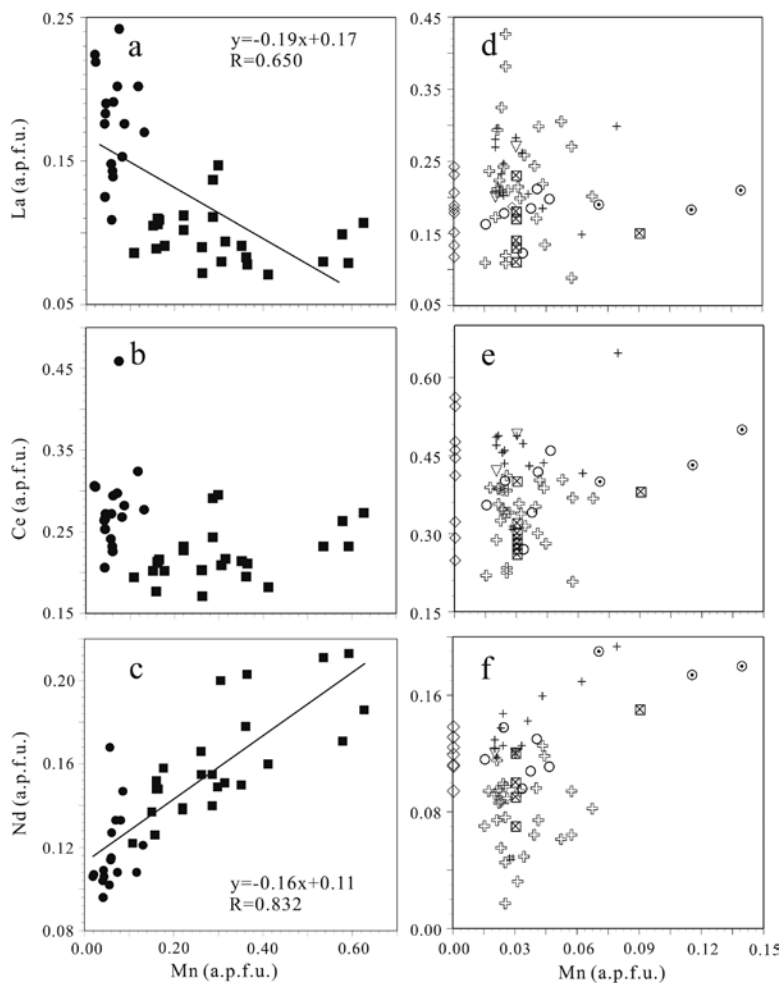 0.25
0.15
0.05
La (a.p.f.u.)
a
y=-0.19x+0.17
R=0.650
0.45
0.35
0.25
0.15
0.05
d
0.45
0.35
0.25
0.15
Ce (a.p.f.u.)
b
0.60
0.45
0.30
0.15
e
0.20
0.16
0.12
0.08
Nd (a.p.f.u.)
c
y=-0.16x+0.11
R=0.832
0.00 0.20 0.40 0.60
Mn (a.p.f.u.)
0.16
0.08
0.00
f
0.00 0.03 0.06 0.09 0.12 0.15
Mn (a.p.f.u.)